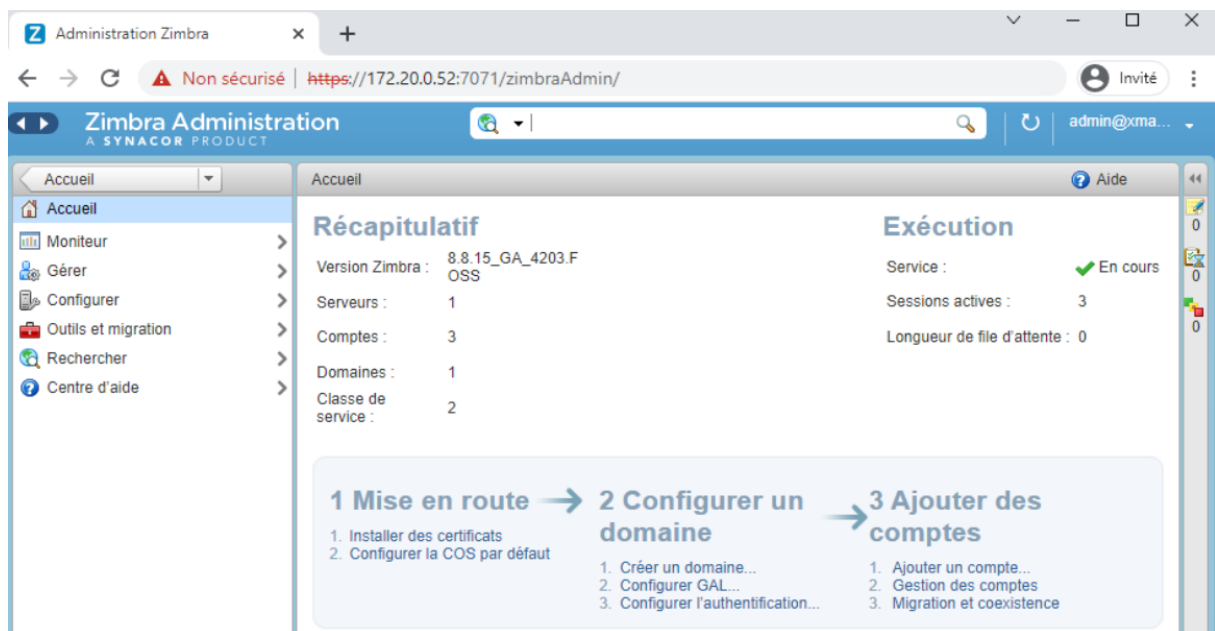 Administration Zimbra
Non sécurisé | https://172.20.0.52:7071/zimbraAdmin/
Invité
Zimbra Administration
A SYNACOR PRODUCT
admin@xma...
Accueil
Accueil
Moniteur
Gérer
Configurer
Outils et migration
Rechercher
Centre d'aide
Accueil
Aide
Récapitulatif
Version Zimbra : 8.8.15_GA_4203.F
OSS
Serveurs : 1
Comptes : 3
Domaines : 1
Classe de
service : 2
Exécution
Service : En cours
Sessions actives : 3
Longueur de file d'attente : 0
0
0
0
1 Mise en route
1. Installer des certificats
2. Configurer la COS par défaut
2 Configurer un
domaine
1. Créer un domaine...
2. Configurer GAL...
3. Configurer l'authentification...
3 Ajouter des
comptes
1. Ajouter un compte...
2. Gestion des comptes
3. Migration et coexistence